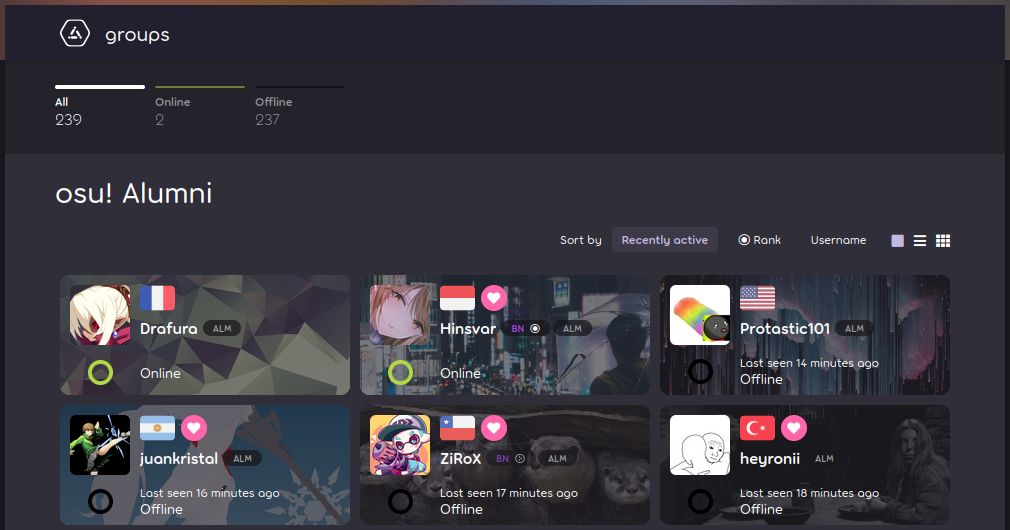 groups
All
239
Online
2
Offline
237
osu! Alumni
Sort by Recently active Rank Username
Drafura ALM
Online
Hinsvar BN ALM
Online
Protastic101 ALM
Last seen 14 minutes ago
Offline
juankristal ALM
Last seen 16 minutes ago
Offline
ZiRoX BN ALM
Last seen 17 minutes ago
Offline
heyronii ALM
Last seen 18 minutes ago
Offline